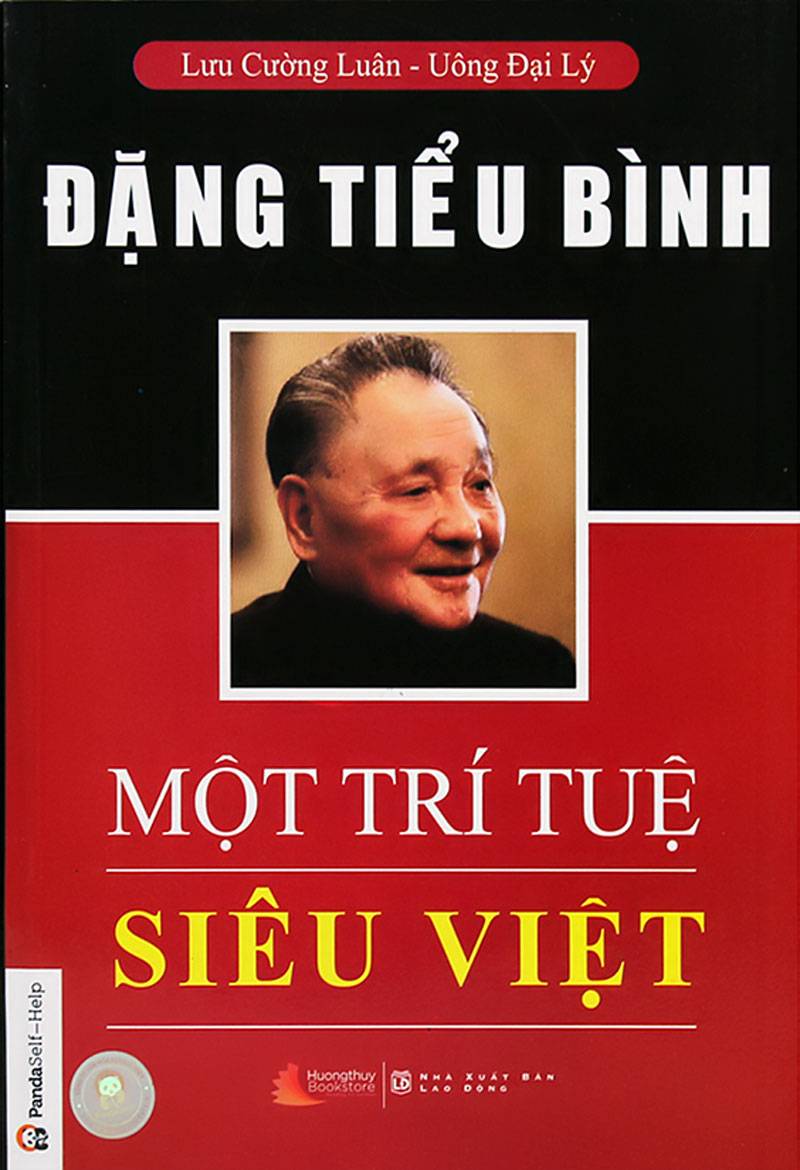 Lưu Cường Luân - Uông Đại Lý
ĐẶNG TIỂU BÌNH
MỘT TRÍ TUỆ
SIÊU VIỆT
PandaSelf-Help
Huongthuy
Bookstore
LĐ
NHÀ XUẤT BẢN
LAO ĐỘNG